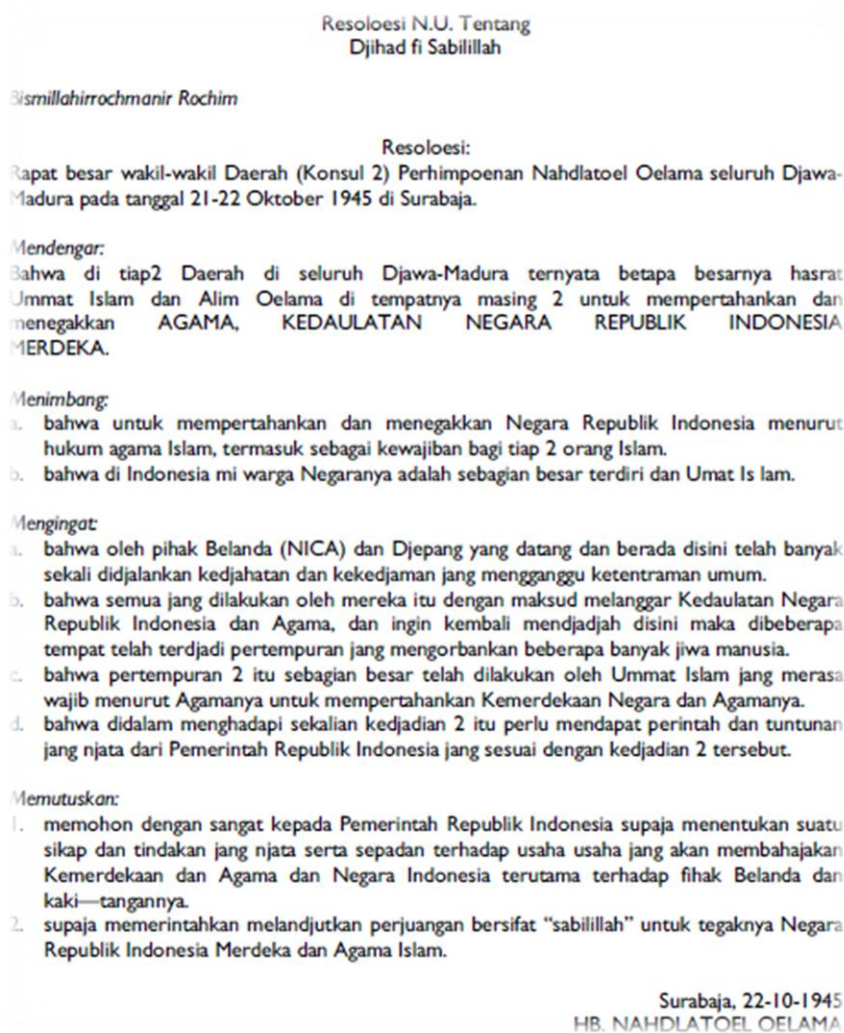 Resoloesi N.U. Tentang
Djihad fi Sabilillah
Bismillahirrochmanir Rochim
Resoloesi:
Rapat besar wakil-wakil Daerah (Konsul 2) Perhimpoenan Nahdlatoel Oelama seluruh Djawa-
Madura pada tanggal 21-22 Oktober 1945 di Surabaja.
Mendengar:
Bahwa di tiap2 Daerah di seluruh Djawa-Madura ternyata betapa besarnya hasrat
Ummat Islam dan Alim Oelama di tempatnya masing 2 untuk mempertahankan dan
menegakkan AGAMA, KEDAULATAN NEGARA REPUBLIK INDONESIA
MERDEKA.
Menimbang:
a. bahwa untuk mempertahankan dan menegakkan Negara Republik Indonesia menurut
hukum agama Islam, termasuk sebagai kewajiban bagi tiap 2 orang Islam.
b. bahwa di Indonesia mi warga Negaranya adalah sebagian besar terdiri dan Umat Is lam.
Mengingat:
a. bahwa oleh pihak Belanda (NICA) dan Djepang yang datang dan berada disini telah banyak
sekali didjalankan kedjahatan dan kekedjaman jang mengganggu ketentraman umum.
b. bahwa semua jang dilakukan oleh mereka itu dengan maksud melanggar Kedaulatan Negara
Republik Indonesia dan Agama, dan ingin kembali mendjadjah disini maka dibeberapa
tempat telah terdjadi pertempuran jang mengorbankan beberapa banyak jiwa manusia.
c. bahwa pertempuran 2 itu sebagian besar telah dilakukan oleh Ummat Islam jang merasa
wajib menurut Agamanya untuk mempertahankan Kemerdekaan Negara dan Agamanya.
d. bahwa didalam menghadapi sekalian kedjadian 2 itu perlu mendapat perintah dan tuntunan
jang njata dari Pemerintah Republik Indonesia jang sesuai dengan kedjadian 2 tersebut.
Memutuskan:
1. memohon dengan sangat kepada Pemerintah Republik Indonesia supaja menentukan suatu
sikap dan tindakan jang njata serta sepadan terhadap usaha usaha jang akan membahajakan
Kemerdekaan dan Agama dan Negara Indonesia terutama terhadap fihak Belanda dan
kaki—tangannya.
2. supaja memerintahkan melandjutkan perjuangan bersifat “sabilillah” untuk tegaknya Negara
Republik Indonesia Merdeka dan Agama Islam.
Surabaja, 22-10-1945
HB. NAHDLATOEL OELAMA